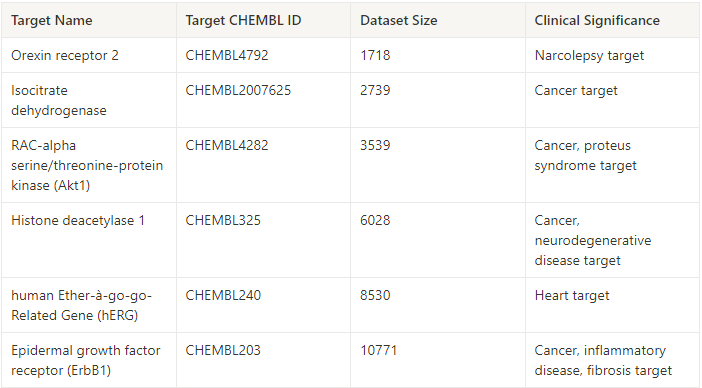 Target Name Target CHEMBL ID Dataset Size Clinical Significance
Orexin receptor 2 CHEMBL4792 1718 Narcolepsy target
Isocitrate CHEMBL2007625 2739 Cancer target
dehydrogenase
RAC-alpha CHEMBL4282 3539 Cancer, proteus
serine/threonine-protein syndrome target
kinase (Akt1)
Histone deacetylase 1 CHEMBL325 6028 Cancer,
neurodegenerative
disease target
human Ether-à-go-go- CHEMBL240 8530 Heart target
Related Gene (hERG)
Epidermal growth factor CHEMBL203 10771 Cancer, inflammatory
receptor (ErbB1) disease, fibrosis target